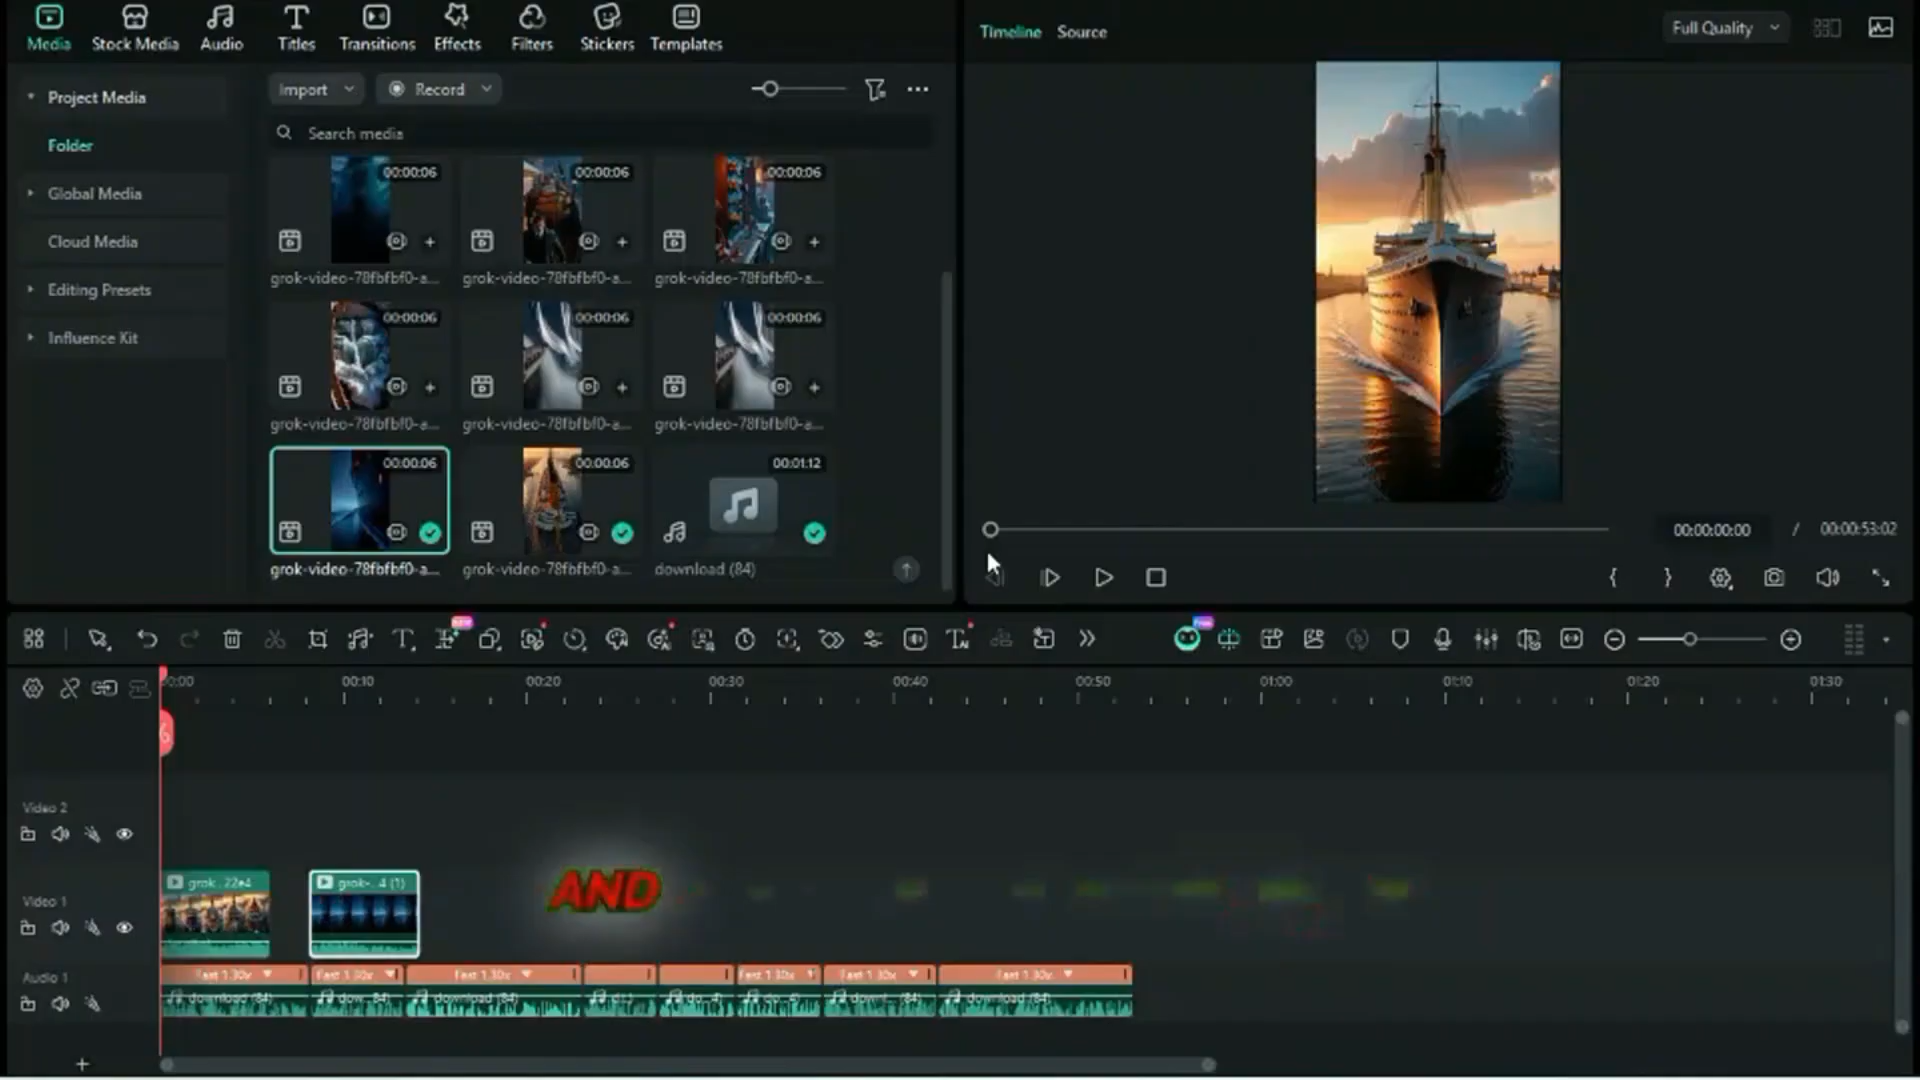 Media
Stock Media
Audio
Titles
Transitions
Effects
Filters
Stickers
Templates
Timeline
Source
Full Quality
Project Media
Folder
Global Media
Cloud Media
Editing Presets
Influence Kit
Import
Record
Search media
00:00:06
00:00:06
00:00:06
grok-video-78fbfbf0-a...
grok-video-78fbfbf0-a...
grok-video-78fbfbf0-a...
00:00:06
00:00:06
00:00:06
grok-video-78fbfbf0-a...
grok-video-78fbfbf0-a...
grok-video-78fbfbf0-a...
00:00:06
00:00:06
00:01:12
grok-video-78fbfbf0-a...
grok-video-78fbfbf0-a...
download (84)
00:00:00:00 / 00:00:53:02
00:10
00:20
00:30
00:40
00:50
01:00
01:10
01:20
01:30
Video 2
Video 1
grok...22e4
grok-...4 (1)
AND
Audio 1
Fast 1.30x
Fast 1.30x
Fast 1.30x
Fast 1.30x
Fast 1.30x
Fast 1.30x
download (84)
dow...84)
download (84)
do...4)
do...4)
downl... (84)
download (84)